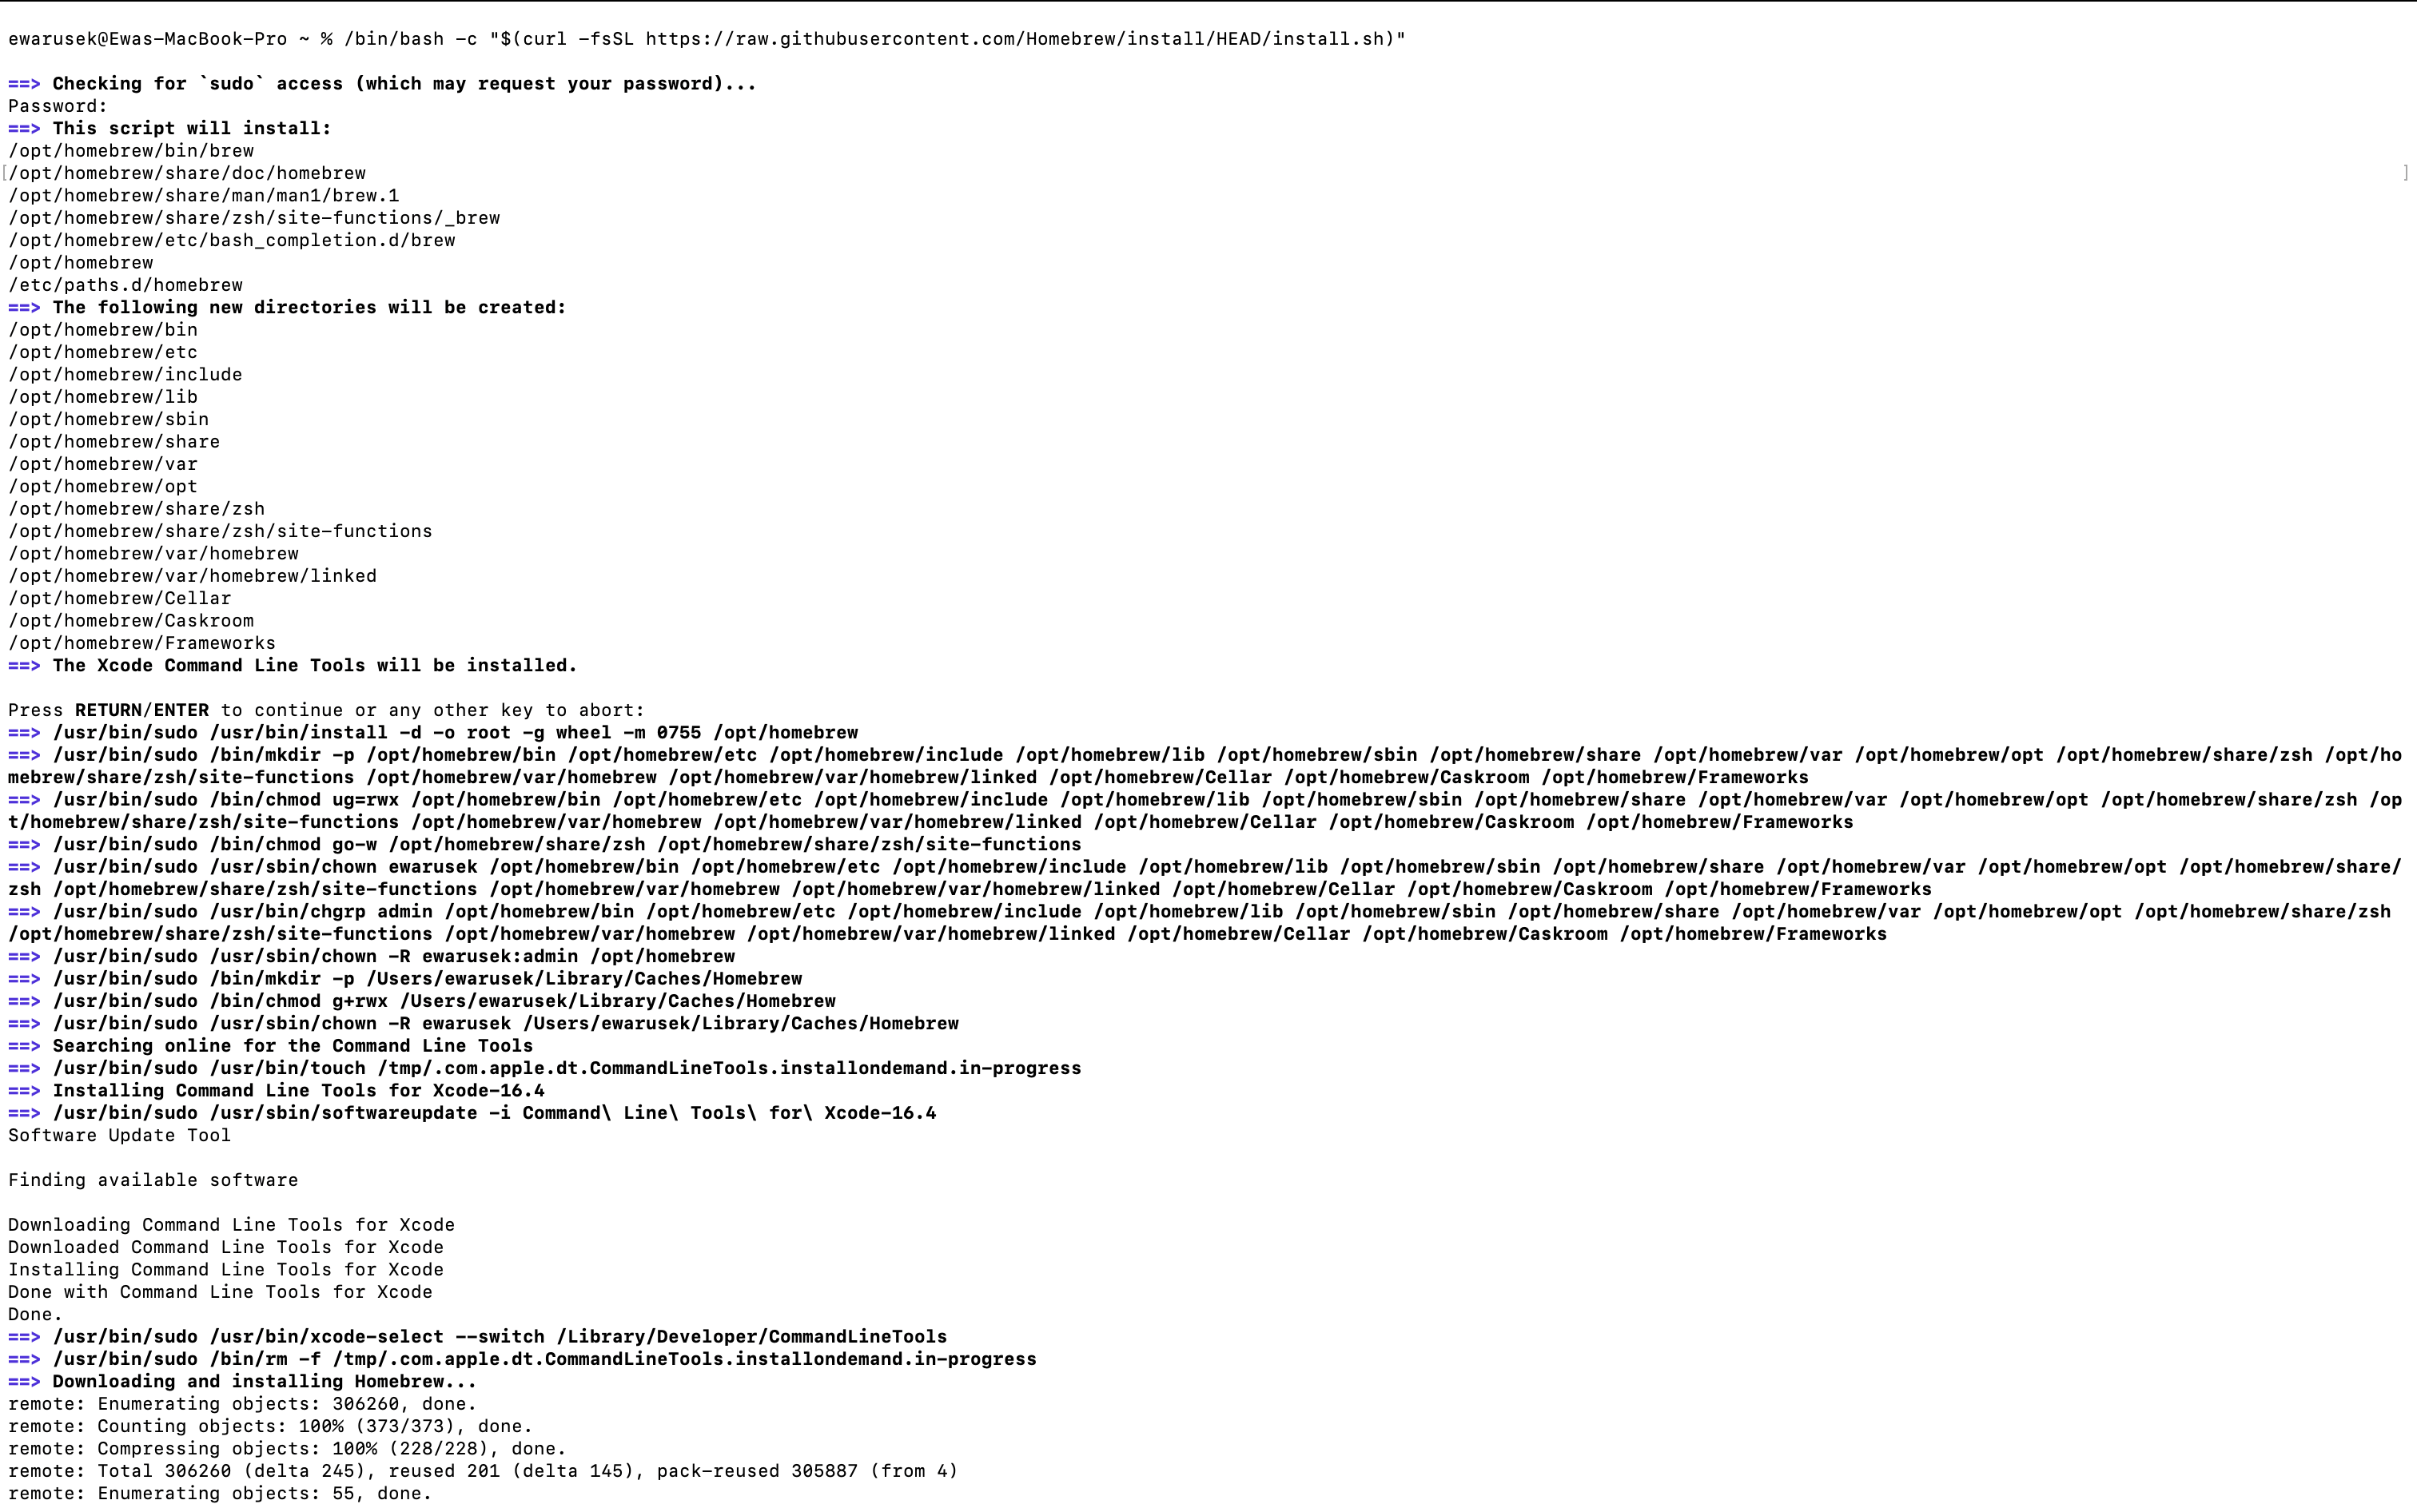 ewarusek@Ewas-MacBook-Pro ~ % /bin/bash -c "$(curl -fsSL https://raw.githubusercontent.com/Homebrew/install/HEAD/install.sh)"
==> Checking for `sudo` access (which may request your password)...
Password:
==> This script will install:
/opt/homebrew/bin/brew
[/opt/homebrew/share/doc/homebrew ]
/opt/homebrew/share/man/man1/brew.1
/opt/homebrew/share/zsh/site-functions/_brew
/opt/homebrew/etc/bash_completion.d/brew
/opt/homebrew
/etc/paths.d/homebrew
==> The following new directories will be created:
/opt/homebrew/bin
/opt/homebrew/etc
/opt/homebrew/include
/opt/homebrew/lib
/opt/homebrew/sbin
/opt/homebrew/share
/opt/homebrew/var
/opt/homebrew/opt
/opt/homebrew/share/zsh
/opt/homebrew/share/zsh/site-functions
/opt/homebrew/var/homebrew
/opt/homebrew/var/homebrew/linked
/opt/homebrew/Cellar
/opt/homebrew/Caskroom
/opt/homebrew/Frameworks
==> The Xcode Command Line Tools will be installed.
Press RETURN/ENTER to continue or any other key to abort:
==> /usr/bin/sudo /usr/bin/install -d -o root -g wheel -m 0755 /opt/homebrew
==> /usr/bin/sudo /bin/mkdir -p /opt/homebrew/bin /opt/homebrew/etc /opt/homebrew/include /opt/homebrew/lib /opt/homebrew/sbin /opt/homebrew/share /opt/homebrew/var /opt/homebrew/opt /opt/homebrew/share/zsh /opt/ho
mebrew/share/zsh/site-functions /opt/homebrew/var/homebrew /opt/homebrew/var/homebrew/linked /opt/homebrew/Cellar /opt/homebrew/Caskroom /opt/homebrew/Frameworks
==> /usr/bin/sudo /bin/chmod ug=rwx /opt/homebrew/bin /opt/homebrew/etc /opt/homebrew/include /opt/homebrew/lib /opt/homebrew/sbin /opt/homebrew/share /opt/homebrew/var /opt/homebrew/opt /opt/homebrew/share/zsh /op
t/homebrew/share/zsh/site-functions /opt/homebrew/var/homebrew /opt/homebrew/var/homebrew/linked /opt/homebrew/Cellar /opt/homebrew/Caskroom /opt/homebrew/Frameworks
==> /usr/bin/sudo /bin/chmod go-w /opt/homebrew/share/zsh /opt/homebrew/share/zsh/site-functions
==> /usr/bin/sudo /usr/sbin/chown ewarusek /opt/homebrew/bin /opt/homebrew/etc /opt/homebrew/include /opt/homebrew/lib /opt/homebrew/sbin /opt/homebrew/share /opt/homebrew/var /opt/homebrew/opt /opt/homebrew/share/
zsh /opt/homebrew/share/zsh/site-functions /opt/homebrew/var/homebrew /opt/homebrew/var/homebrew/linked /opt/homebrew/Cellar /opt/homebrew/Caskroom /opt/homebrew/Frameworks
==> /usr/bin/sudo /usr/bin/chgrp admin /opt/homebrew/bin /opt/homebrew/etc /opt/homebrew/include /opt/homebrew/lib /opt/homebrew/sbin /opt/homebrew/share /opt/homebrew/var /opt/homebrew/opt /opt/homebrew/share/zsh
/opt/homebrew/share/zsh/site-functions /opt/homebrew/var/homebrew /opt/homebrew/var/homebrew/linked /opt/homebrew/Cellar /opt/homebrew/Caskroom /opt/homebrew/Frameworks
==> /usr/bin/sudo /usr/sbin/chown -R ewarusek:admin /opt/homebrew
==> /usr/bin/sudo /bin/mkdir -p /Users/ewarusek/Library/Caches/Homebrew
==> /usr/bin/sudo /bin/chmod g+rwx /Users/ewarusek/Library/Caches/Homebrew
==> /usr/bin/sudo /usr/sbin/chown -R ewarusek /Users/ewarusek/Library/Caches/Homebrew
==> Searching online for the Command Line Tools
==> /usr/bin/sudo /usr/bin/touch /tmp/.com.apple.dt.CommandLineTools.installondemand.in-progress
==> Installing Command Line Tools for Xcode-16.4
==> /usr/bin/sudo /usr/sbin/softwareupdate -i Command\ Line\ Tools\ for\ Xcode-16.4
Software Update Tool
Finding available software
Downloading Command Line Tools for Xcode
Downloaded Command Line Tools for Xcode
Installing Command Line Tools for Xcode
Done with Command Line Tools for Xcode
Done.
==> /usr/bin/sudo /usr/bin/xcode-select --switch /Library/Developer/CommandLineTools
==> /usr/bin/sudo /bin/rm -f /tmp/.com.apple.dt.CommandLineTools.installondemand.in-progress
==> Downloading and installing Homebrew...
remote: Enumerating objects: 306260, done.
remote: Counting objects: 100% (373/373), done.
remote: Compressing objects: 100% (228/228), done.
remote: Total 306260 (delta 245), reused 201 (delta 145), pack-reused 305887 (from 4)
remote: Enumerating objects: 55, done.